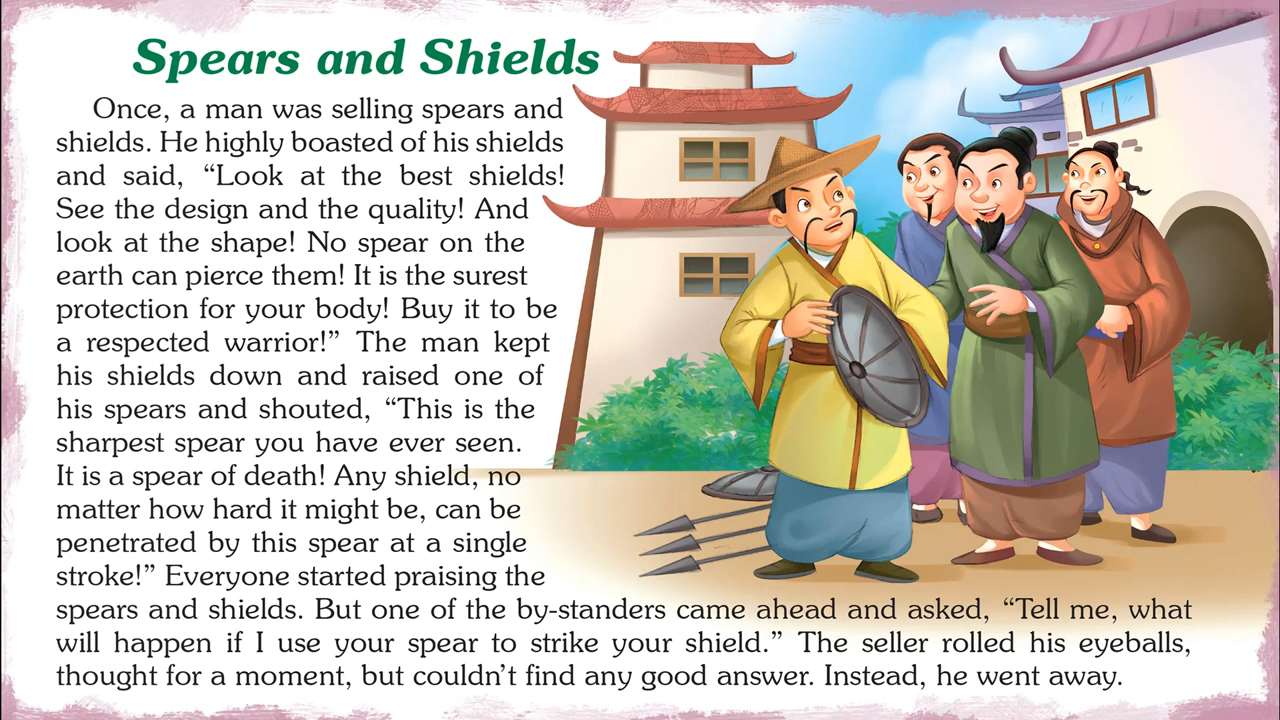 Spears and Shields
Once, a man was selling spears and
shields. He highly boasted of his shields
and said, “Look at the best shields!
See the design and the quality! And
look at the shape! No spear on the
earth can pierce them! It is the surest
protection for your body! Buy it to be
a respected warrior!” The man kept
his shields down and raised one of
his spears and shouted, “This is the
sharpest spear you have ever seen.
It is a spear of death! Any shield, no
matter how hard it might be, can be
penetrated by this spear at a single
stroke!” Everyone started praising the
spears and shields. But one of the by-standers came ahead and asked, “Tell me, what
will happen if I use your spear to strike your shield.” The seller rolled his eyeballs,
thought for a moment, but couldn’t find any good answer. Instead, he went away.